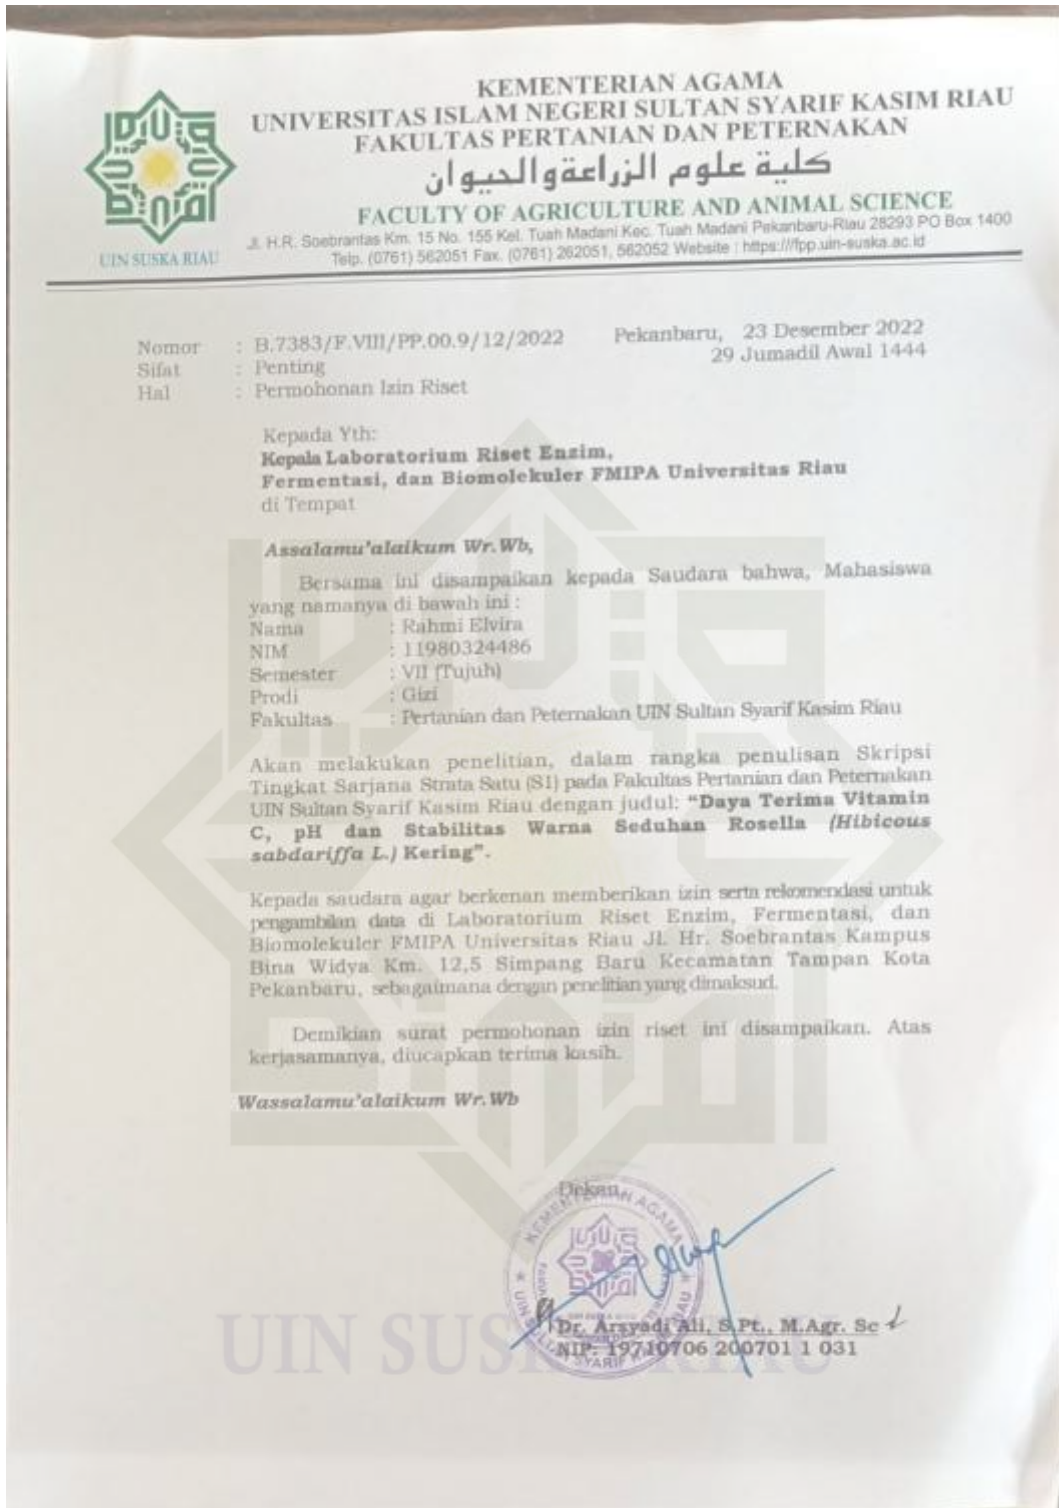 KEMENTERIAN AGAMA
UNIVERSITAS ISLAM NEGERI SULTAN SYARIF KASIM RIAU
FAKULTAS PERTANIAN DAN PETERNAKAN
كلية علوم الزراعة والحيوان
FACULTY OF AGRICULTURE AND ANIMAL SCIENCE
Jl. H.R. Soebrantas Km. 15 No. 155 Kel. Tuah Madani Kec. Tuah Madani Pekanbaru-Riau 28293 PO Box 1400
Telp. (0761) 562051 Fax. (0761) 262051, 562052 Website : https://fpp.uin-suska.ac.id
UIN SUSKA RIAU
Nomor : B.7383/F.VIII/PP.00.9/12/2022 Pekanbaru, 23 Desember 2022
Sifat : Penting 29 Jumadil Awal 1444
Hal : Permohonan Izin Riset
Kepada Yth:
Kepala Laboratorium Riset Enzim,
Fermentasi, dan Biomolekuler FMIPA Universitas Riau
di Tempat
Assalamu'alaikum Wr.Wb,
Bersama ini disampaikan kepada Saudara bahwa, Mahasiswa
yang namanya di bawah ini :
Nama : Rahmi Elvira
NIM : 11980324486
Semester : VII (Tujuh)
Prodi : Gizi
Fakultas : Pertanian dan Peternakan UIN Sultan Syarif Kasim Riau
Akan melakukan penelitian, dalam rangka penulisan Skripsi
Tingkat Sarjana Strata Satu (S1) pada Fakultas Pertanian dan Peternakan
UIN Sultan Syarif Kasim Riau dengan judul: "Daya Terima Vitamin
C, pH dan Stabilitas Warna Seduhan Rosella (Hibicous
sabdariffa L.) Kering".
Kepada saudara agar berkenan memberikan izin serta rekomendasi untuk
pengambilan data di Laboratorium Riset Enzim, Fermentasi, dan
Biomolekuler FMIPA Universitas Riau Jl. Hr. Soebrantas Kampus
Bina Widya Km. 12,5 Simpang Baru Kecamatan Tampan Kota
Pekanbaru, sebagaimana dengan penelitian yang dimaksud.
Demikian surat permohonan izin riset ini disampaikan. Atas
kerjasamanya, diucapkan terima kasih.
Wassalamu'alaikum Wr.Wb
Dekan,
KEMENTERIAN AGAMA
Dr. Arsyadi Ali, S.Pt., M.Agr. Sc
NIP. 19710706 200701 1 031
UIN SUSKA RIAU